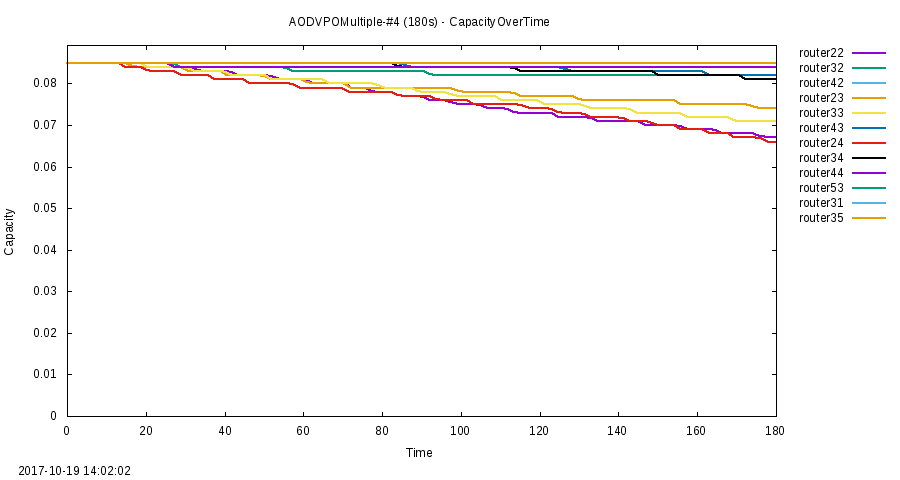 AODVPOMultiple-#4 (180s) - CapacityOverTime
router22
router32
router42
router23
router33
router43
router24
router34
router44
router53
router31
router35
0.08
0.07
0.06
0.05
0.04
0.03
0.02
0.01
0
Capacity
0 20 40 60 80 100 120 140 160 180
Time
2017-10-19 14:02:02